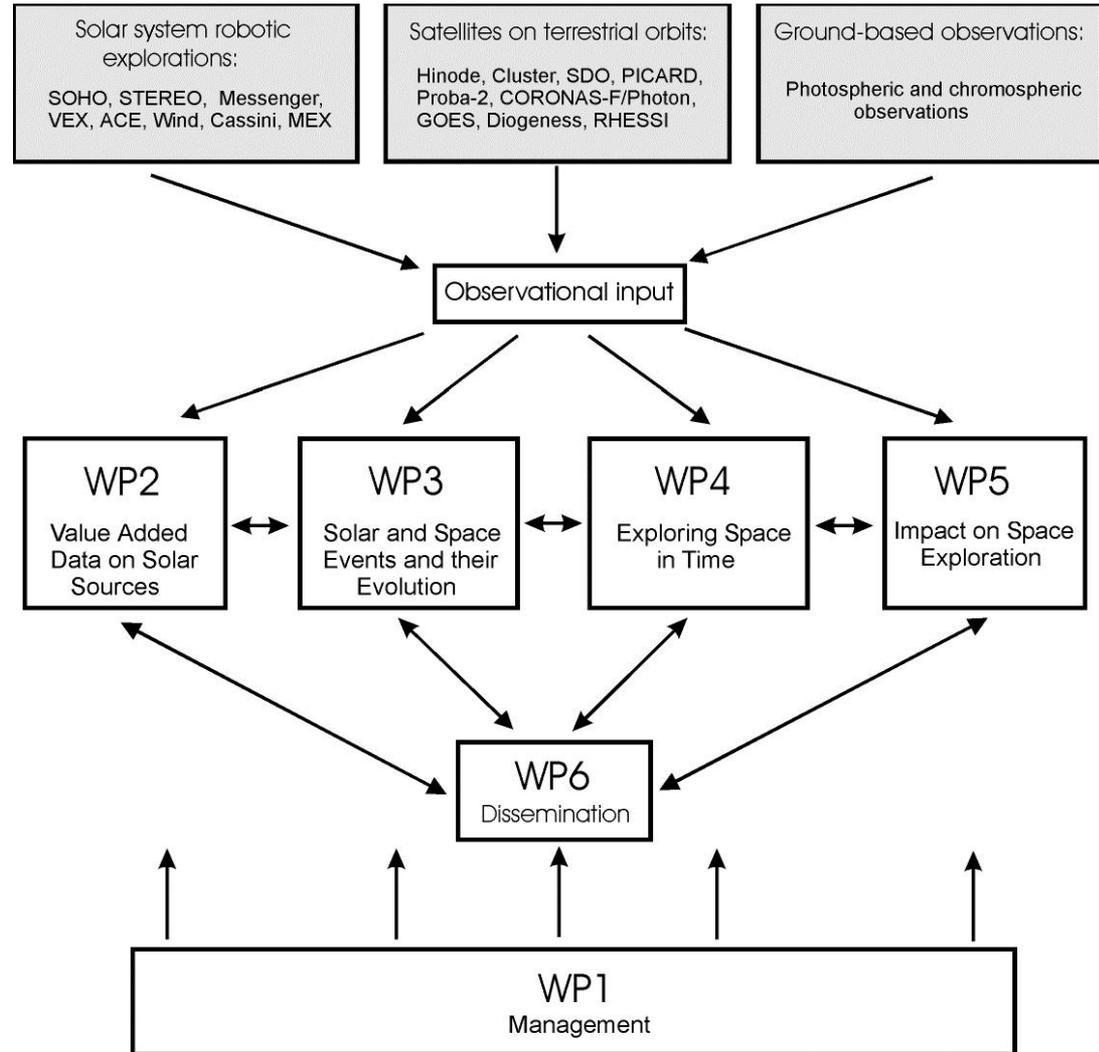 Solar system robotic
explorations:
SOHO, STEREO, Messenger,
VEX, ACE, Wind, Cassini, MEX
Satellites on terrestrial orbits:
Hinode, Cluster, SDO, PICARD,
Proba-2, CORONAS-F/Photon,
GOES, Diogeness, RHESSI
Ground-based observations:
Photospheric and chromospheric
observations
Observational input
WP2
Value Added
Data on Solar
Sources
WP3
Solar and Space
Events and their
Evolution
WP4
Exploring Space
in Time
WP5
Impact on Space
Exploration
WP6
Dissemination
WP1
Management